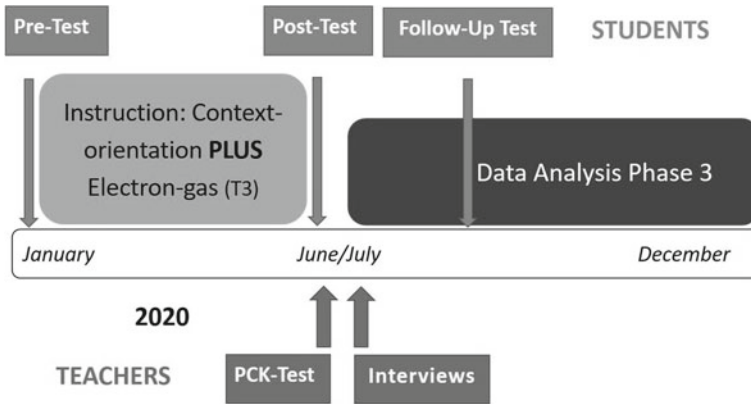 Pre-Test
Post-Test
Follow-Up Test
STUDENTS
Instruction: Context-
orientation PLUS
Electron-gas (T3)
Data Analysis Phase 3
January
June/July
December
2020
TEACHERS
PCK-Test
Interviews